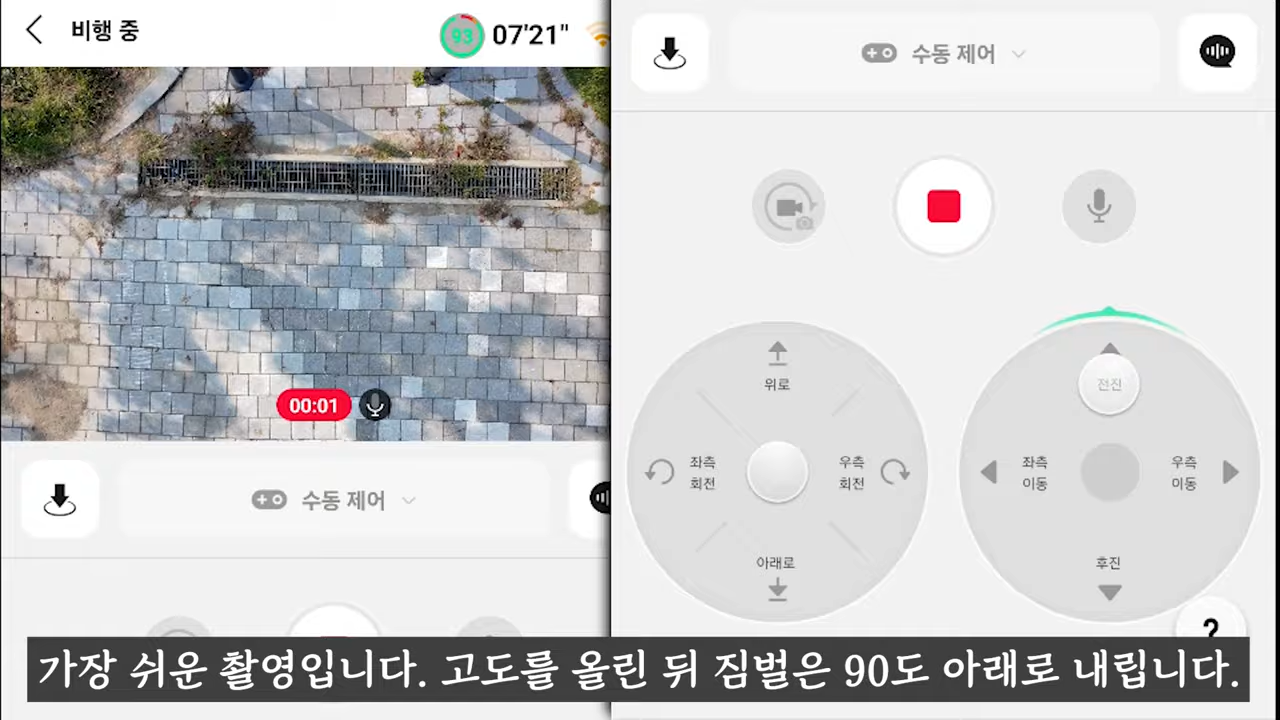 비행 중
93
07'21"
00:01
수동 제어
수동 제어
위로
좌측
회전
우측
회전
아래로
전진
좌측
이동
우측
이동
후진
?
가장 쉬운 촬영입니다. 고도를 올린 뒤 짐벌은 90도 아래로 내립니다.